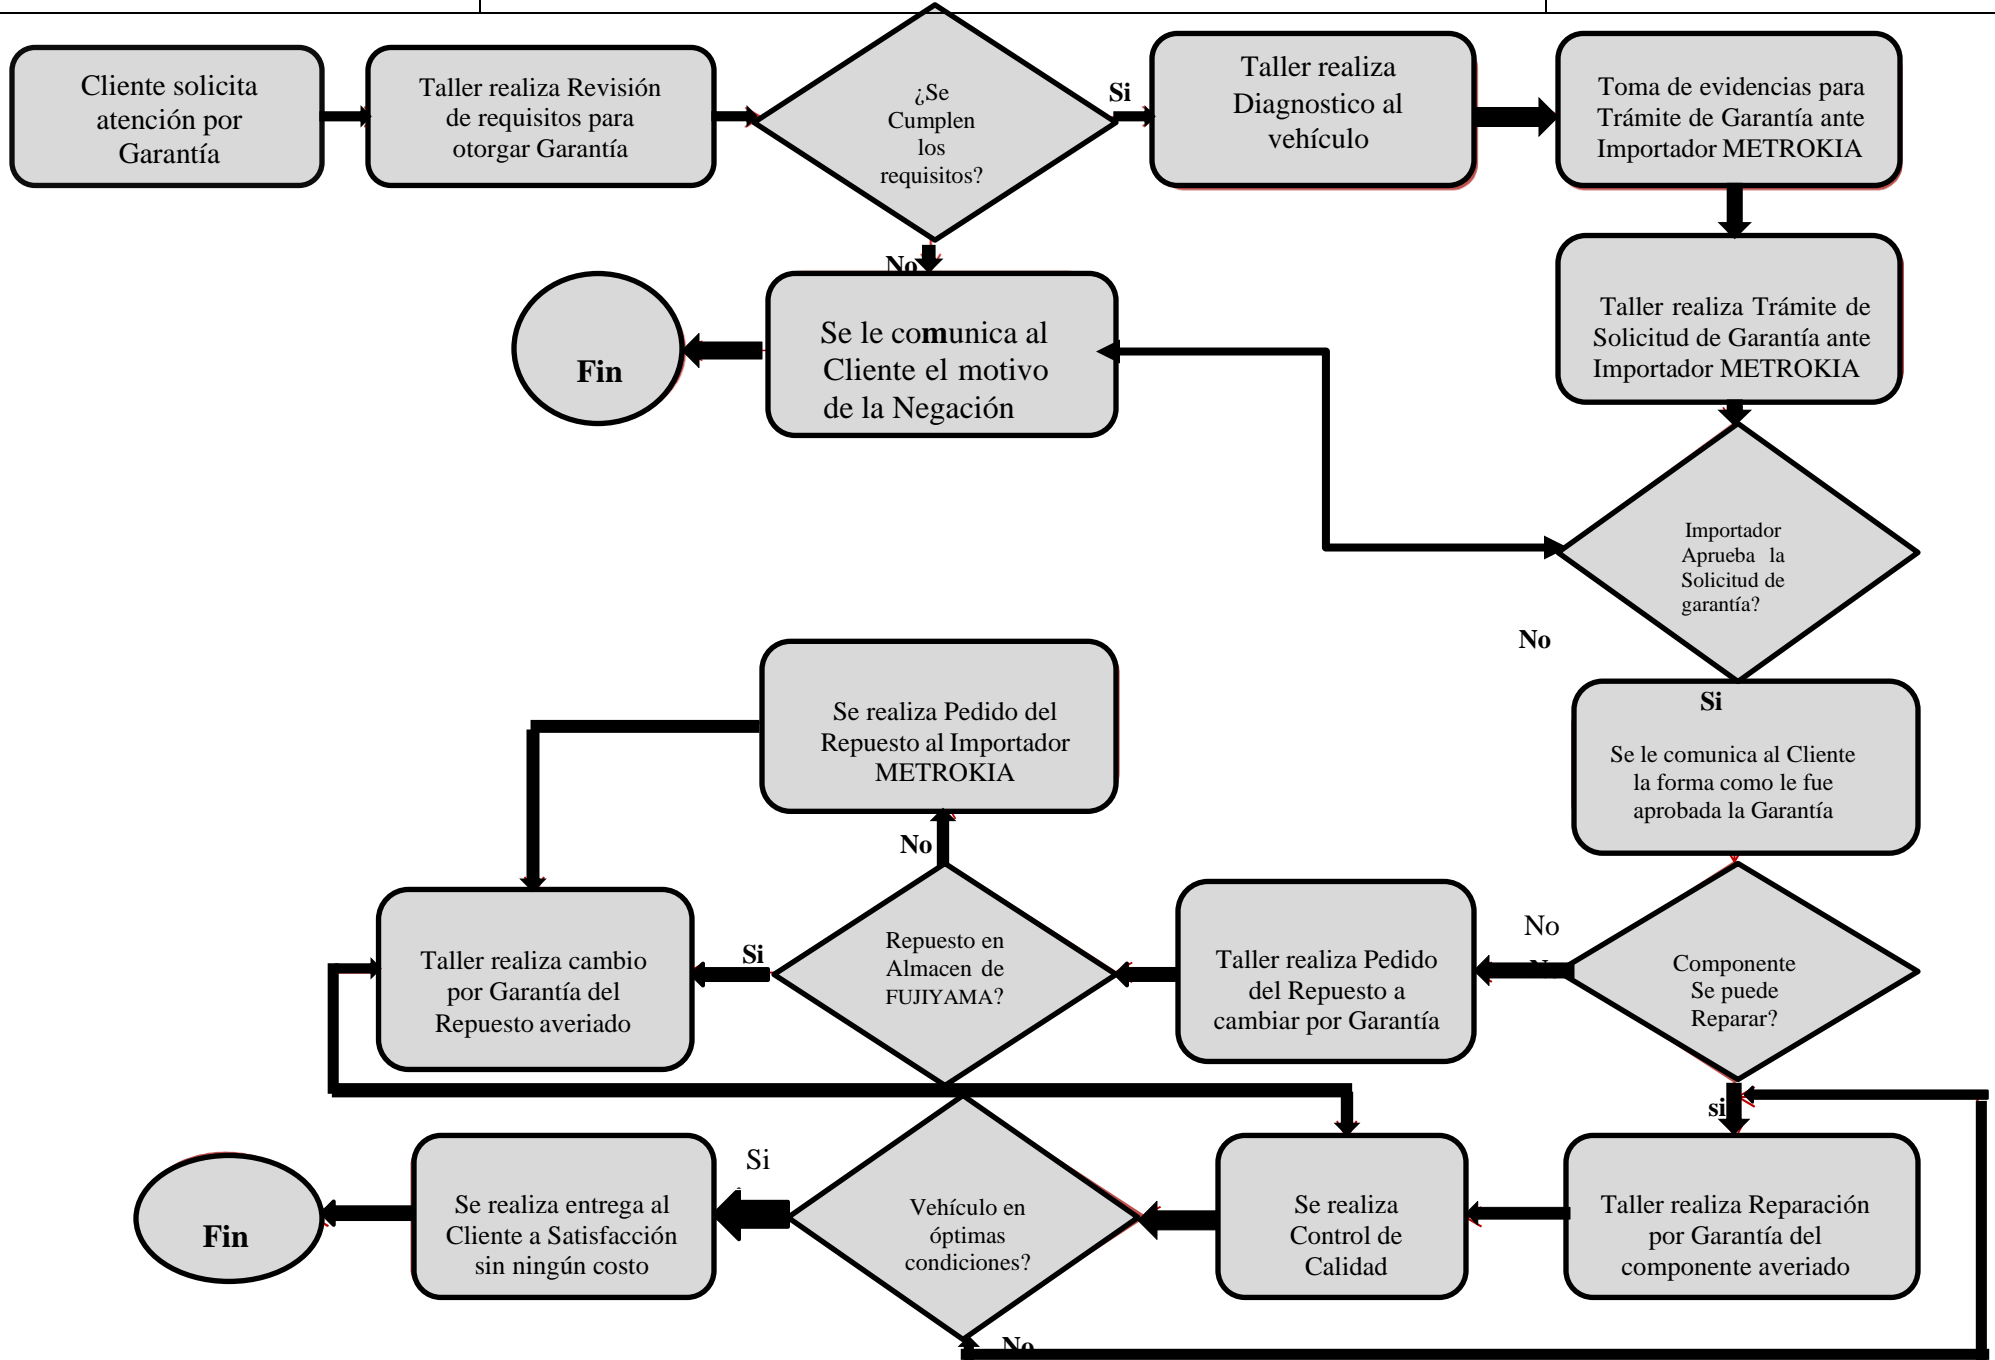 Cliente solicita
atención por
Garantía
Taller realiza Revisión
de requisitos para
otorgar Garantía
¿Se
Cumplen
los
requisitos?
Si
Taller realiza
Diagnostico al
vehículo
Toma de evidencias para
Trámite de Garantía ante
Importador METROKIA
No
Fin
Se le comunica al
Cliente el motivo
de la Negación
Taller realiza Trámite de
Solicitud de Garantía ante
Importador METROKIA
Importador
Aprueba la
Solicitud de
garantía?
No
Si
Se le comunica al Cliente
la forma como le fue
aprobada la Garantía
Se realiza Pedido del
Repuesto al Importador
METROKIA
No
Taller realiza cambio
por Garantía del
Repuesto averiado
Si
Repuesto en
Almacen de
FUJIYAMA?
Taller realiza Pedido
del Repuesto a
cambiar por Garantía
No
Componente
Se puede
Reparar?
si
Fin
Se realiza entrega al
Cliente a Satisfacción
sin ningún costo
Si
Vehículo en
óptimas
condiciones?
Se realiza
Control de
Calidad
Taller realiza Reparación
por Garantía del
componente averiado
No